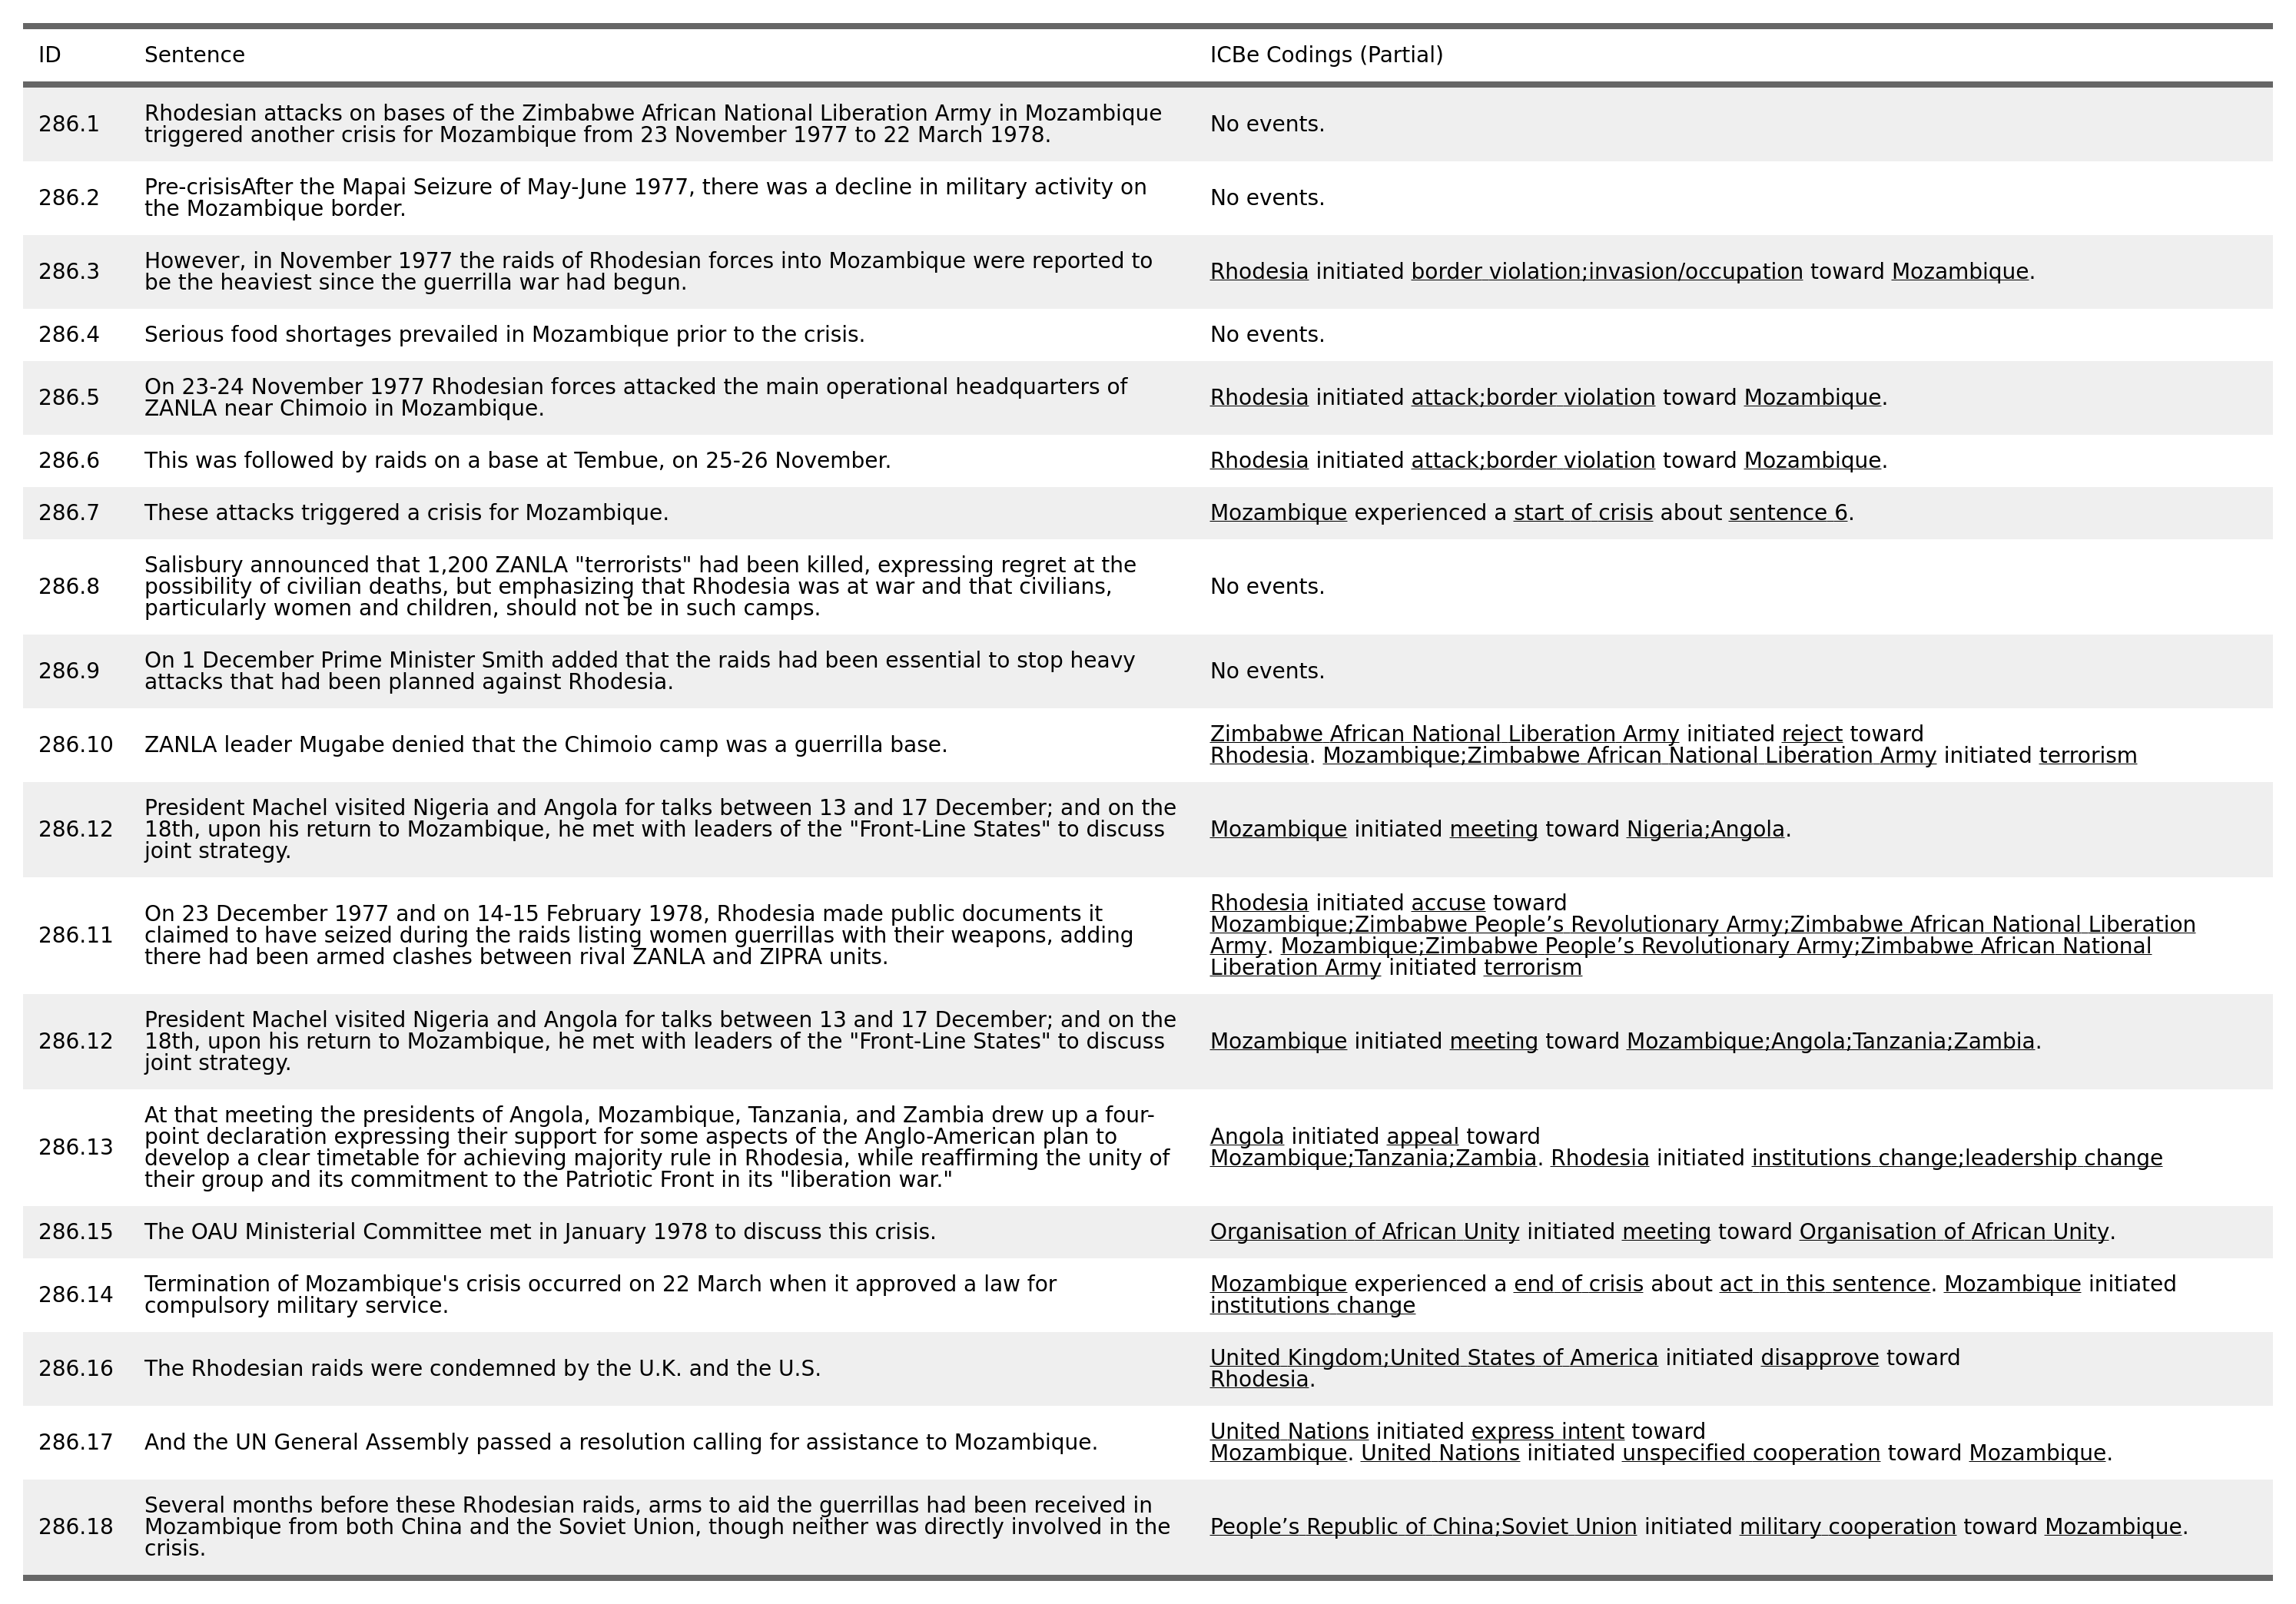 ID Sentence ICBe Codings (Partial)
286.1 Rhodesian attacks on bases of the Zimbabwe African National Liberation Army in Mozambique
triggered another crisis for Mozambique from 23 November 1977 to 22 March 1978.
No events.
286.2 Pre-crisisAfter the Mapai Seizure of May-June 1977, there was a decline in military activity on
the Mozambique border.
No events.
286.3 However, in November 1977 the raids of Rhodesian forces into Mozambique were reported to
be the heaviest since the guerrilla war had begun.
Rhodesia initiated border violation;invasion/occupation toward Mozambique.
286.4 Serious food shortages prevailed in Mozambique prior to the crisis.
No events.
286.5 On 23-24 November 1977 Rhodesian forces attacked the main operational headquarters of
ZANLA near Chimoio in Mozambique.
Rhodesia initiated attack;border violation toward Mozambique.
286.6 This was followed by raids on a base at Tembue, on 25-26 November.
Rhodesia initiated attack;border violation toward Mozambique.
286.7 These attacks triggered a crisis for Mozambique.
Mozambique experienced a start of crisis about sentence 6.
286.8 Salisbury announced that 1,200 ZANLA "terrorists" had been killed, expressing regret at the
possibility of civilian deaths, but emphasizing that Rhodesia was at war and that civilians,
particularly women and children, should not be in such camps.
No events.
286.9 On 1 December Prime Minister Smith added that the raids had been essential to stop heavy
attacks that had been planned against Rhodesia.
No events.
286.10 ZANLA leader Mugabe denied that the Chimoio camp was a guerrilla base.
Zimbabwe African National Liberation Army initiated reject toward
Rhodesia. Mozambique;Zimbabwe African National Liberation Army initiated terrorism
286.12 President Machel visited Nigeria and Angola for talks between 13 and 17 December; and on the
18th, upon his return to Mozambique, he met with leaders of the "Front-Line States" to discuss
joint strategy.
Mozambique initiated meeting toward Nigeria;Angola.
286.11 On 23 December 1977 and on 14-15 February 1978, Rhodesia made public documents it
claimed to have seized during the raids listing women guerrillas with their weapons, adding
there had been armed clashes between rival ZANLA and ZIPRA units.
Rhodesia initiated accuse toward
Mozambique;Zimbabwe People’s Revolutionary Army;Zimbabwe African National Liberation
Army. Mozambique;Zimbabwe People’s Revolutionary Army;Zimbabwe African National
Liberation Army initiated terrorism
286.12 President Machel visited Nigeria and Angola for talks between 13 and 17 December; and on the
18th, upon his return to Mozambique, he met with leaders of the "Front-Line States" to discuss
joint strategy.
Mozambique initiated meeting toward Mozambique;Angola;Tanzania;Zambia.
286.13 At that meeting the presidents of Angola, Mozambique, Tanzania, and Zambia drew up a four-
point declaration expressing their support for some aspects of the Anglo-American plan to
develop a clear timetable for achieving majority rule in Rhodesia, while reaffirming the unity of
their group and its commitment to the Patriotic Front in its "liberation war."
Angola initiated appeal toward
Mozambique;Tanzania;Zambia. Rhodesia initiated institutions change;leadership change
286.15 The OAU Ministerial Committee met in January 1978 to discuss this crisis.
Organisation of African Unity initiated meeting toward Organisation of African Unity.
286.14 Termination of Mozambique's crisis occurred on 22 March when it approved a law for
compulsory military service.
Mozambique experienced a end of crisis about act in this sentence. Mozambique initiated
institutions change
286.16 The Rhodesian raids were condemned by the U.K. and the U.S.
United Kingdom;United States of America initiated disapprove toward
Rhodesia.
286.17 And the UN General Assembly passed a resolution calling for assistance to Mozambique.
United Nations initiated express intent toward
Mozambique. United Nations initiated unspecified cooperation toward Mozambique.
286.18 Several months before these Rhodesian raids, arms to aid the guerrillas had been received in
Mozambique from both China and the Soviet Union, though neither was directly involved in the
crisis.
People’s Republic of China;Soviet Union initiated military cooperation toward Mozambique.